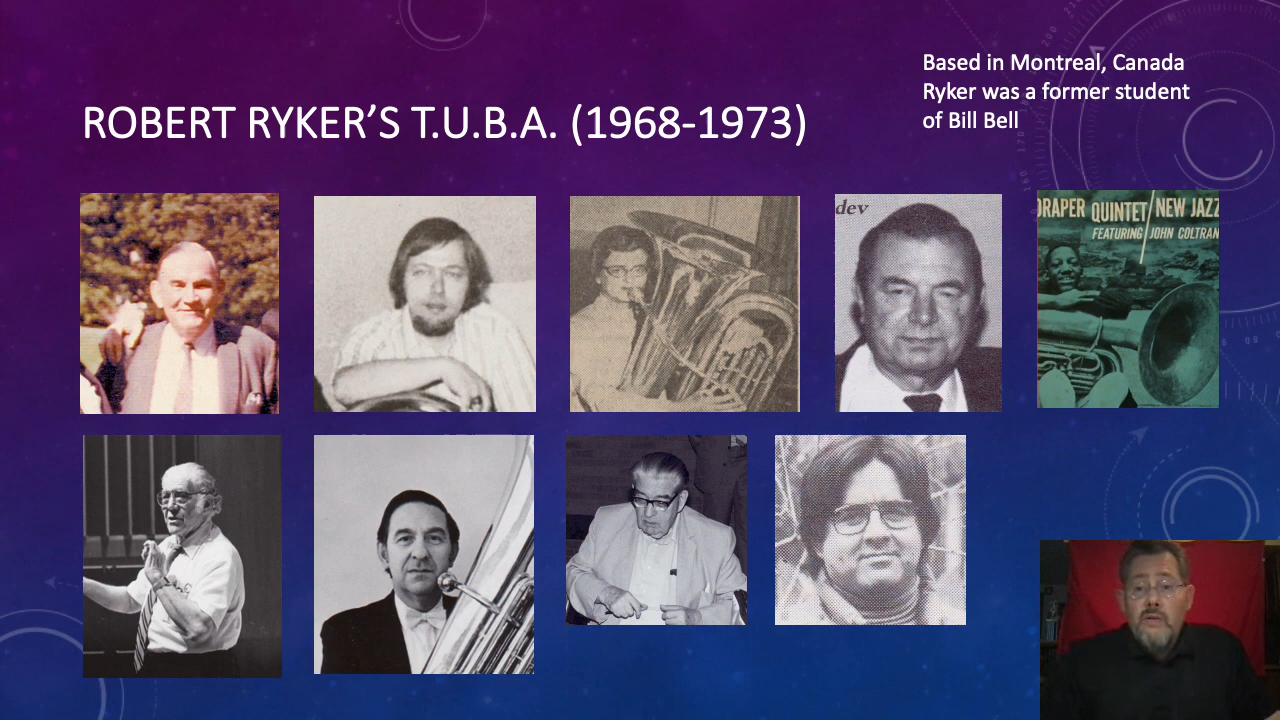 ROBERT RYKER’S T.U.B.A. (1968-1973)
Based in Montreal, Canada
Ryker was a former student
of Bill Bell
dev
DRAPER QUINTET NEW JAZZ
FEATURING JOHN COLTRAN